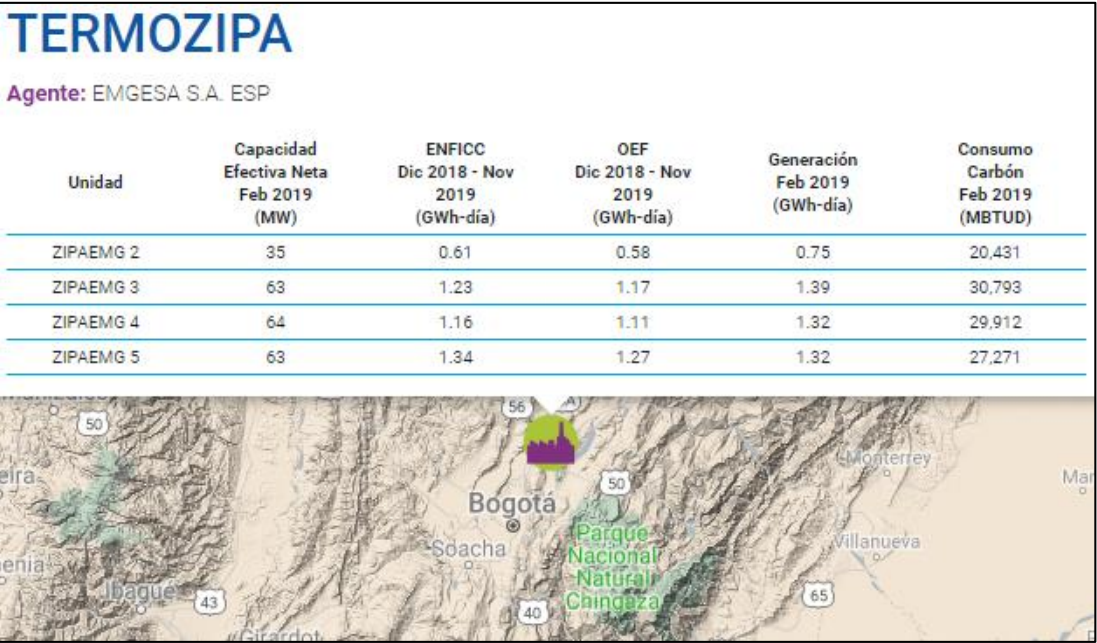 TERMOZIPA
Agente: EMGESA S.A. ESP
Unidad
Capacidad
Efectiva Neta
Feb 2019
(MW)
ENFICC
Dic 2018 - Nov
2019
(GWh-día)
OEF
Dic 2018 - Nov
2019
(GWh-día)
Generación
Feb 2019
(GWh-día)
Consumo
Carbón
Feb 2019
(MBTUD)
ZIPAEMG 2 35 0.61 0.58 0.75 20,431
ZIPAEMG 3 63 1.23 1.17 1.39 30,793
ZIPAEMG 4 64 1.16 1.11 1.32 29,912
ZIPAEMG 5 63 1.34 1.27 1.32 27,271
56
50
Monterrey
50
Bogotá
Parque
Nacional
Natural
Chingaza
Soacha
Villanueva
Ibagué
43
40
65
Girardot